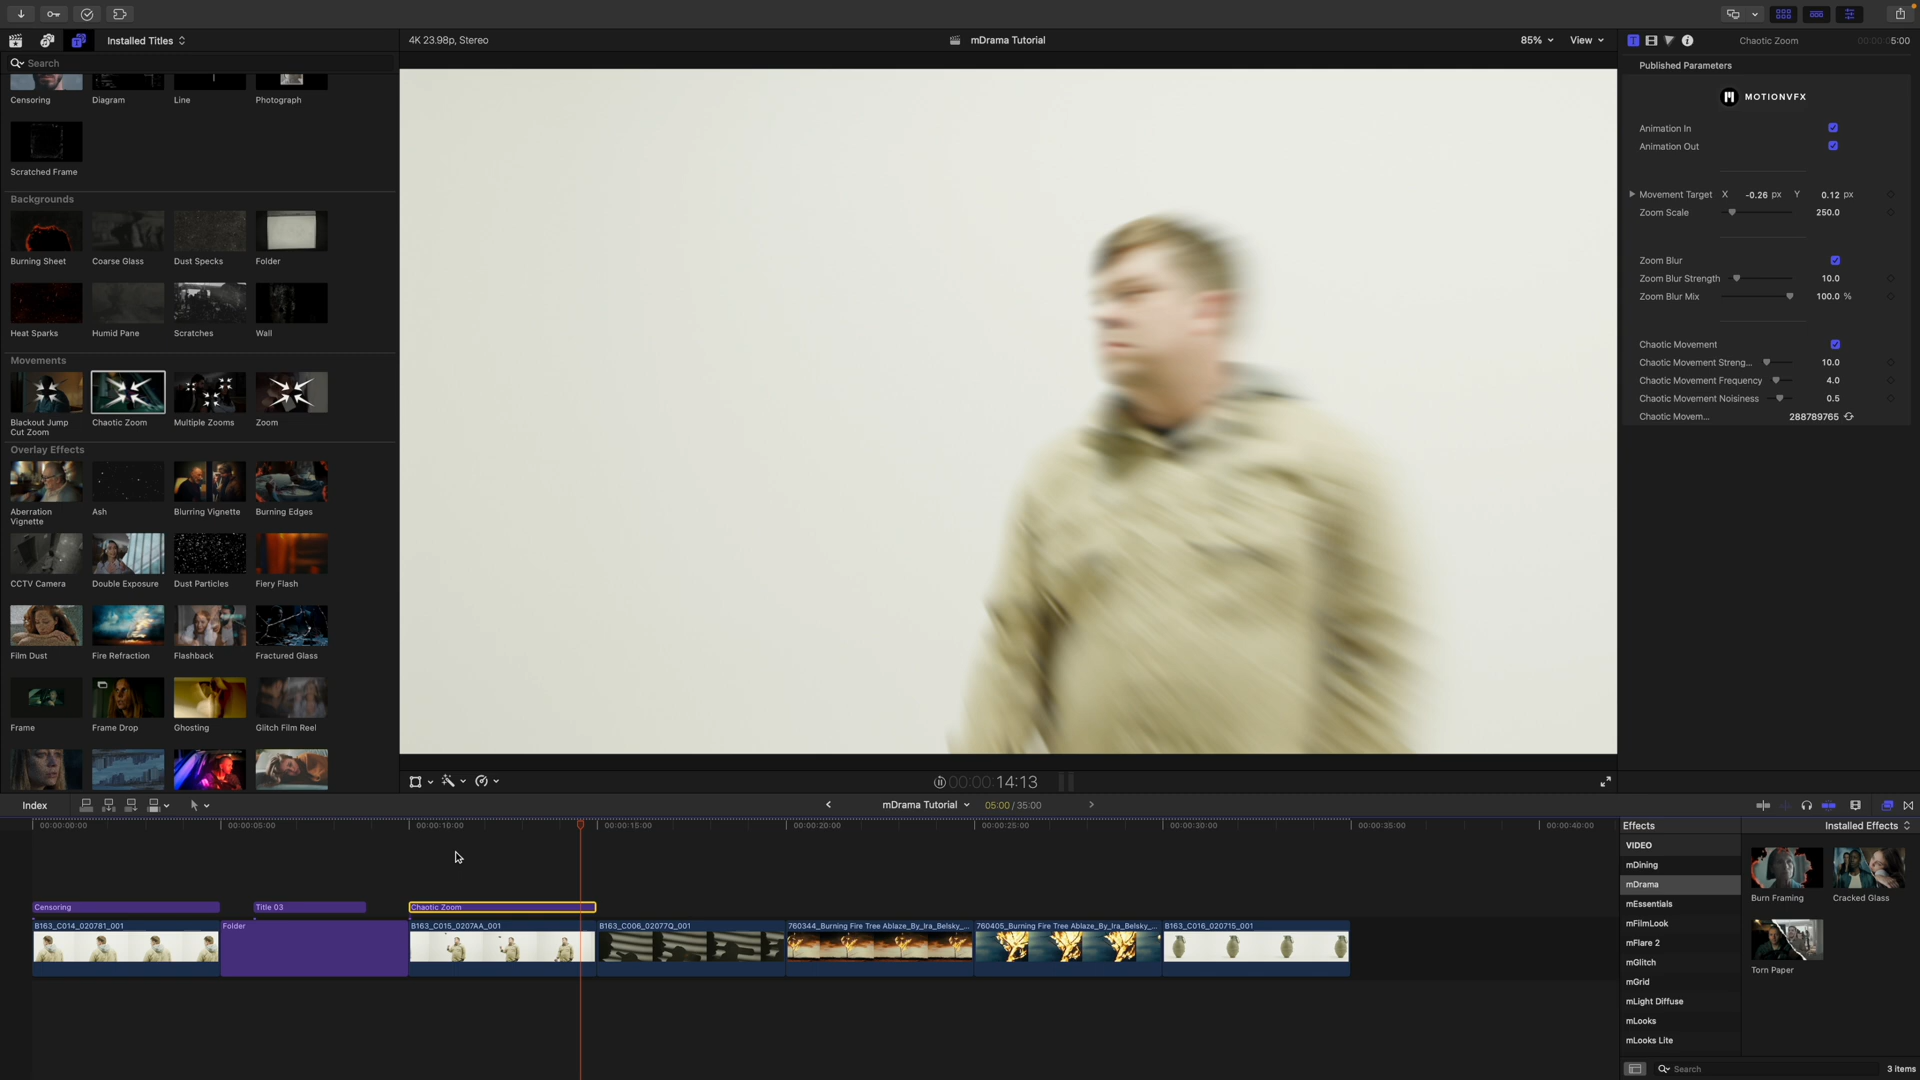 Installed Titles
4K 23.98p, Stereo
mDrama Tutorial
85%
View
Chaotic Zoom
00:00:05:00
Search
Published Parameters
Censoring
Diagram
Line
Photograph
MOTIONVFX
Animation In
Animation Out
Scratched Frame
Movement Target X -0.26 px Y 0.12 px
Zoom Scale 250.0
Backgrounds
Burning Sheet
Coarse Glass
Dust Specks
Folder
Zoom Blur
Zoom Blur Strength 10.0
Zoom Blur Mix 100.0 %
Heat Sparks
Humid Pane
Scratches
Wall
Chaotic Movement
Chaotic Movement Streng... 10.0
Chaotic Movement Frequency 4.0
Chaotic Movement Noisiness 0.5
Chaotic Movem... 288789765
Movements
Blackout Jump Cut Zoom
Chaotic Zoom
Multiple Zooms
Zoom
Overlay Effects
Aberration Vignette
Ash
Blurring Vignette
Burning Edges
CCTV Camera
Double Exposure
Dust Particles
Fiery Flash
Film Dust
Fire Refraction
Flashback
Fractured Glass
Frame
Frame Drop
Ghosting
Glitch Film Reel
00:00:00:14:13
Index
mDrama Tutorial
05:00 / 35:00
00:00:00:00
00:00:05:00
00:00:10:00
00:00:15:00
00:00:20:00
00:00:25:00
00:00:30:00
00:00:35:00
00:00:40:00
Censoring
Title 03
Chaotic Zoom
B163_C014_020781_001
Folder
B163_C015_0207AA_001
B163_C006_02077Q_001
760344_Burning Fire Tree Ablaze_By_Ira_Belsky_...
760405_Burning Fire Tree Ablaze_By_Ira_Belsky_...
B163_C016_020715_001
Effects
Installed Effects
VIDEO
mDining
mDrama
mEssentials
mFilmLook
mFlare 2
mGlitch
mGrid
mLight Diffuse
mLooks
mLooks Lite
Burn Framing
Cracked Glass
Torn Paper
Search
3 items